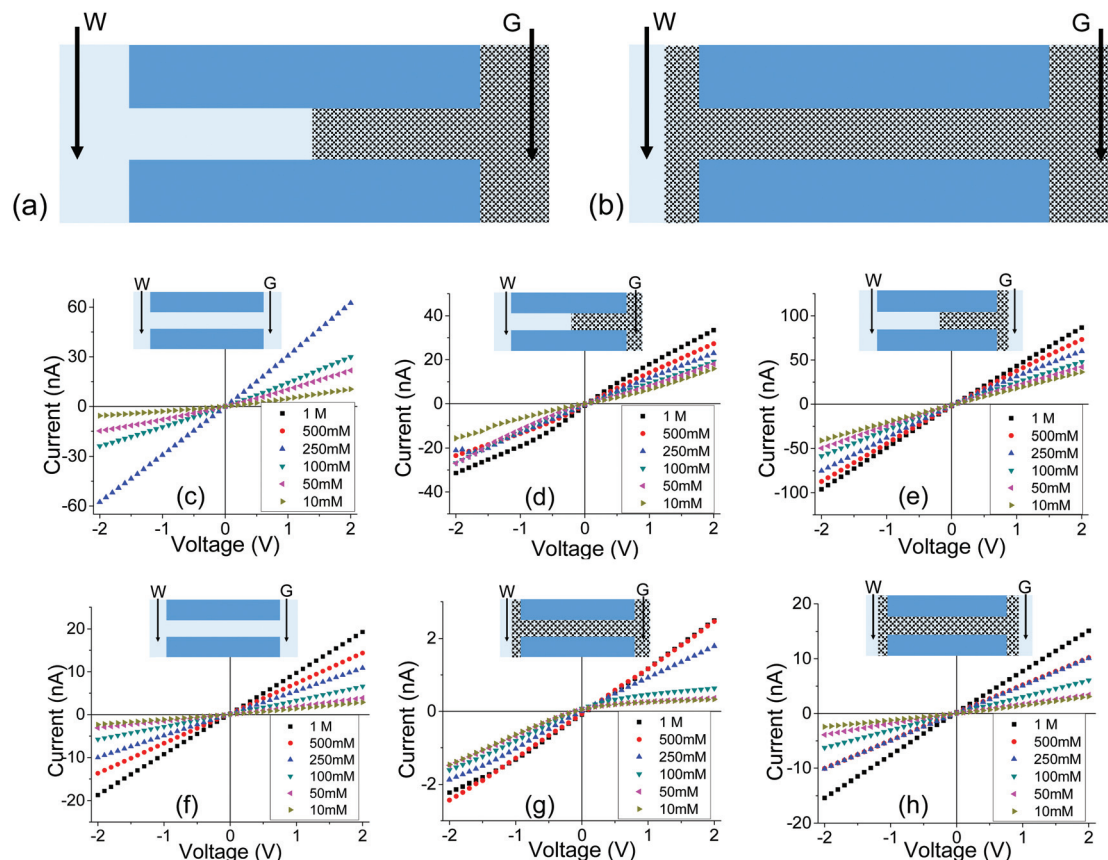 W
G
W
G
(a)
(b)
W
G
60
30
0
-30
-60
Current (nA)
-2
-1
0
1
2
Voltage (V)
1 M
500mM
250mM
100mM
50mM
10mM
(c)
W
G
40
20
0
-20
-40
Current (nA)
-2
-1
0
1
2
Voltage (V)
1 M
500mM
250mM
100mM
50mM
10mM
(d)
W
G
100
50
0
-50
-100
Current (nA)
-2
-1
0
1
2
Voltage (V)
1 M
500mM
250mM
100mM
50mM
10mM
(e)
W
G
20
10
0
-10
-20
Current (nA)
-2
-1
0
1
2
Voltage (V)
1 M
500mM
250mM
100mM
50mM
10mM
(f)
W
G
2
0
-2
Current (nA)
-2
-1
0
1
2
Voltage (V)
1 M
500mM
250mM
100mM
50mM
10mM
(g)
W
G
20
15
10
5
0
-5
-10
-15
-20
Current (nA)
-2
-1
0
1
2
Voltage (V)
1 M
500mM
250mM
100mM
50mM
10mM
(h)